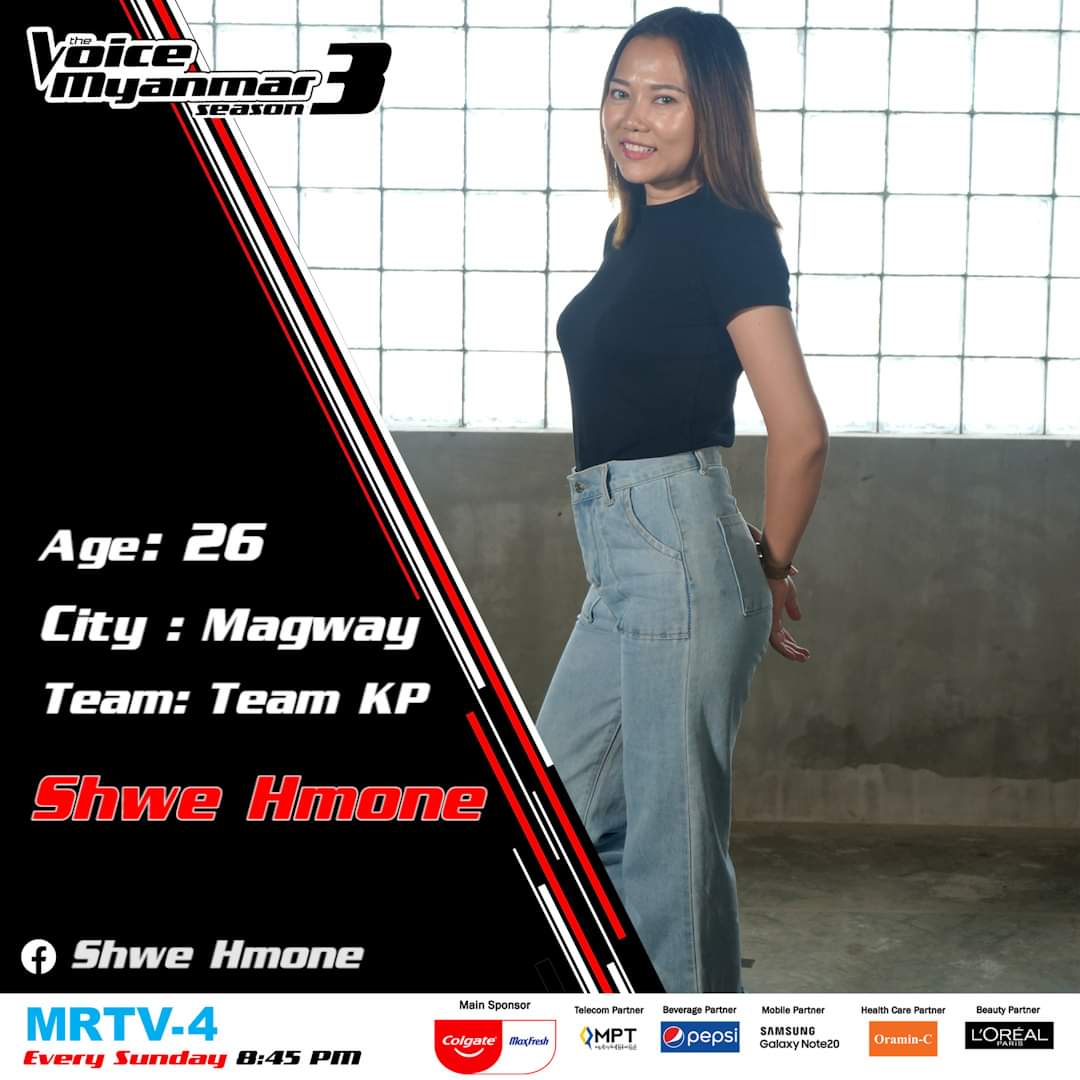 the Voice
Myanmar
season 3
Age: 26
City : Magway
Team: Team KP
Shwe Hmone
Shwe Hmone
MRTV-4
Every Sunday 8:45 PM
Main Sponsor
Colgate MaxFresh
Telecom Partner
MPT
Beverage Partner
pepsi
Mobile Partner
SAMSUNG
Galaxy Note20
Health Care Partner
Oramin-C
Beauty Partner
L'ORÉAL
PARIS